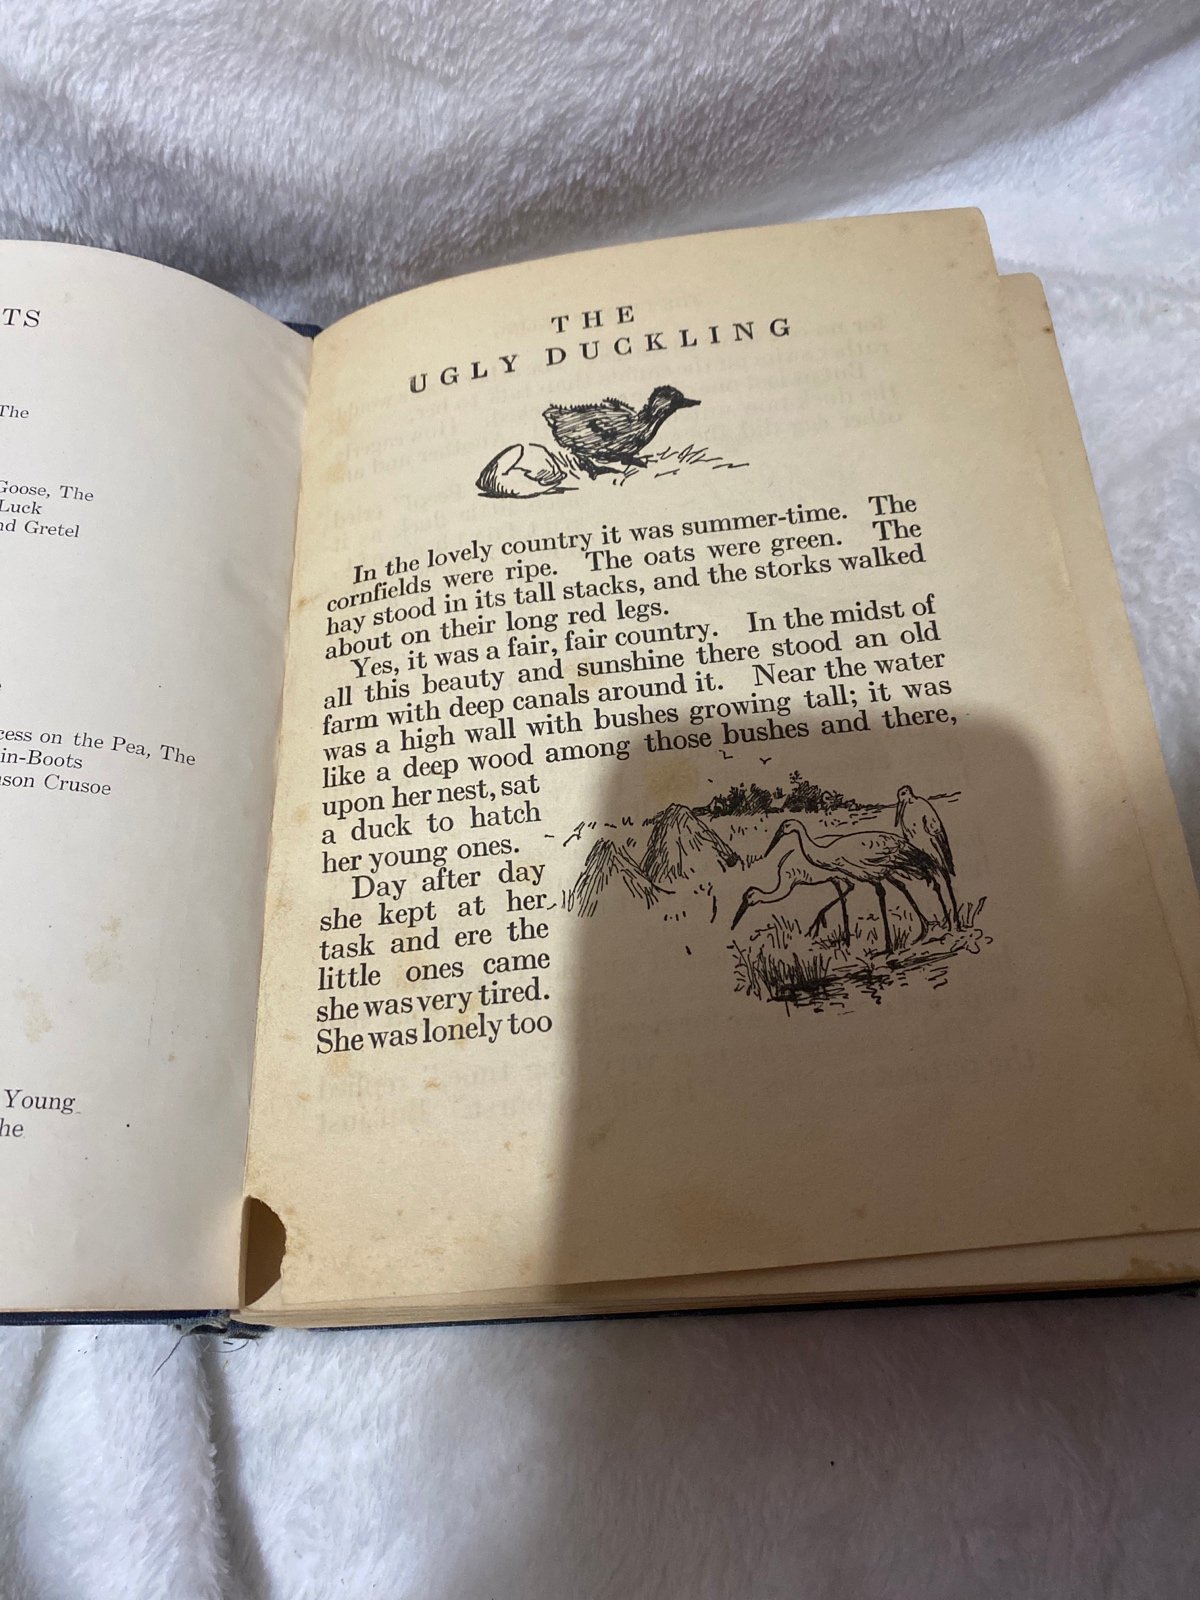 TS
The
Goose, The
Luck
nd Gretel
cess on the Pea, The
in-Boots
nson Crusoe
Young
he
THE
UGLY DUCKLING
In the lovely country it was summer-time. The
cornfields were ripe. The oats were green. The
hay stood in its tall stacks, and the storks walked
about on their long red legs.
Yes, it was a fair, fair country. In the midst of
all this beauty and sunshine there stood an old
farm with deep canals around it. Near the water
was a high wall with bushes growing tall; it was
like a deep wood among those bushes and there,
upon her nest, sat
a duck to hatch
her young ones.
Day after day
she kept at her
task and ere the
little ones came
she was very tired.
She was lonely too